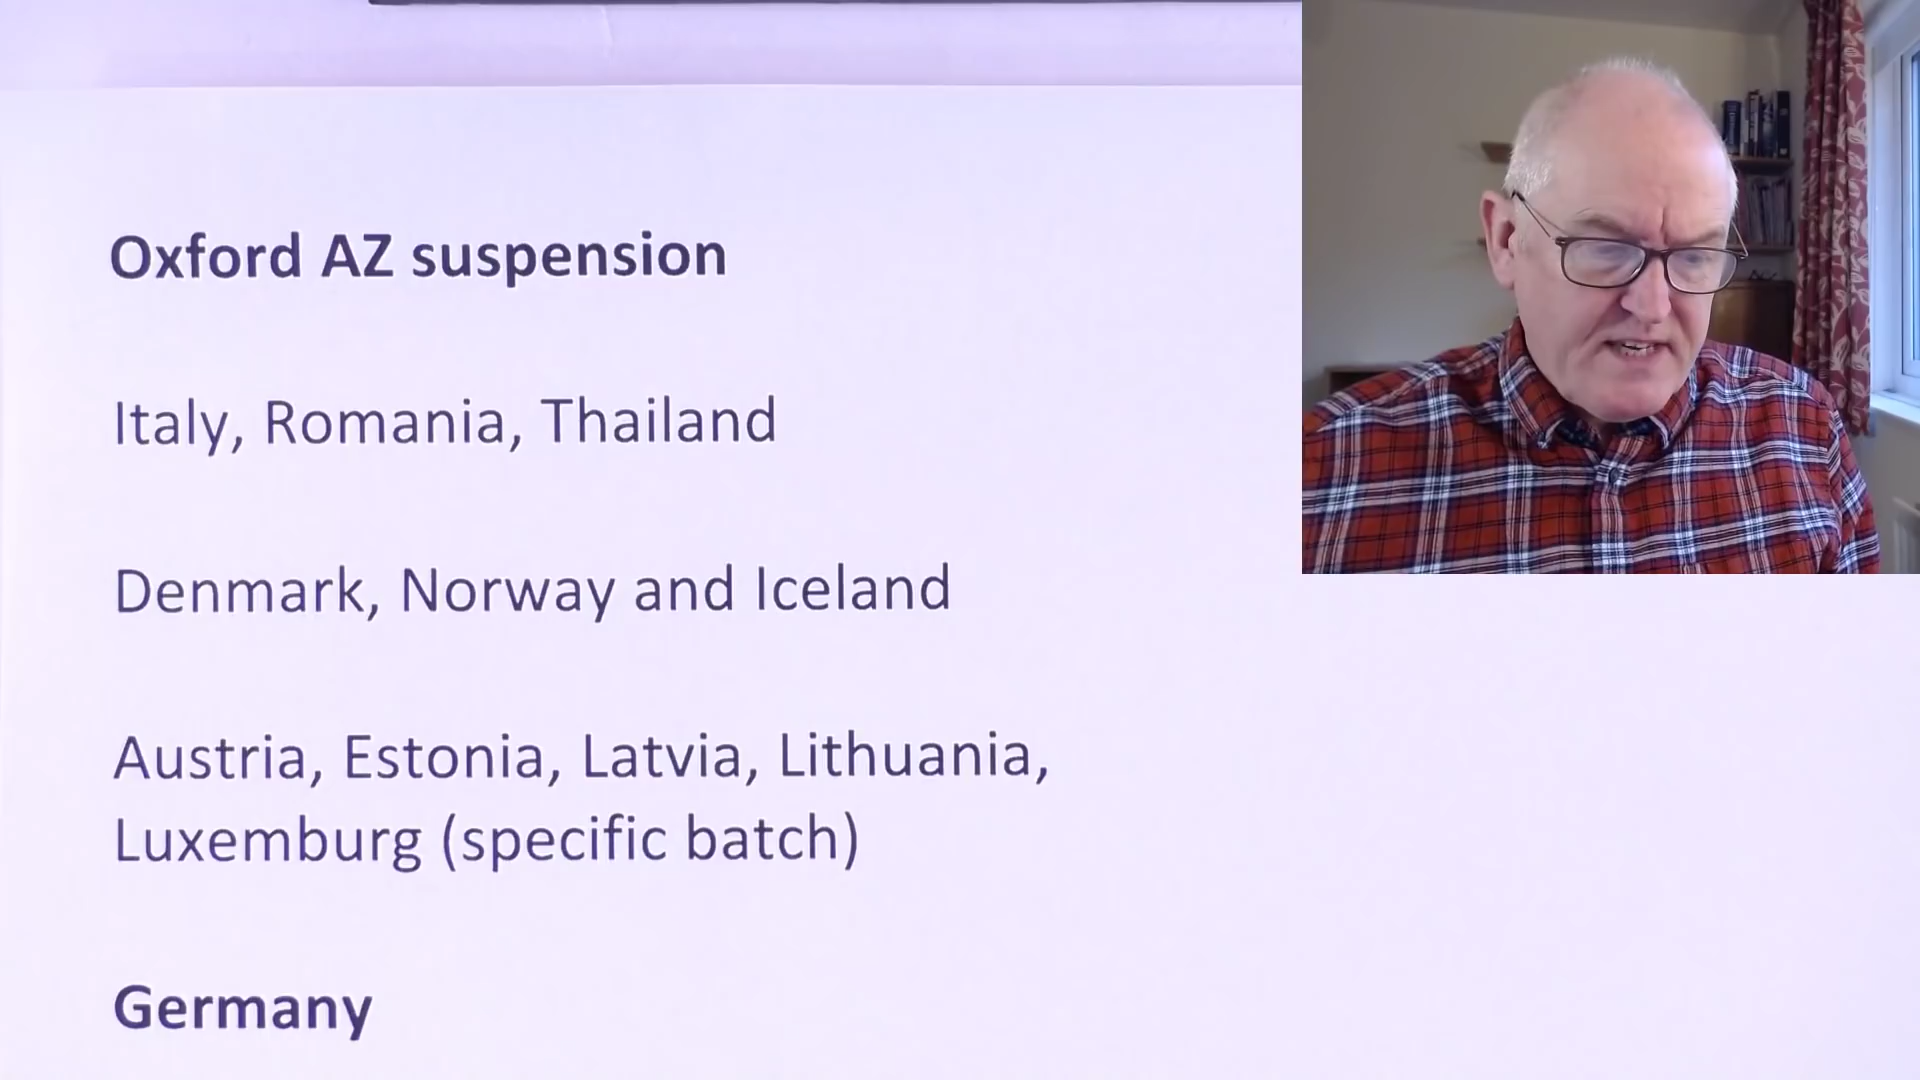 Oxford AZ suspension
Italy, Romania, Thailand
Denmark, Norway and Iceland
Austria, Estonia, Latvia, Lithuania,
Luxemburg (specific batch)
Germany